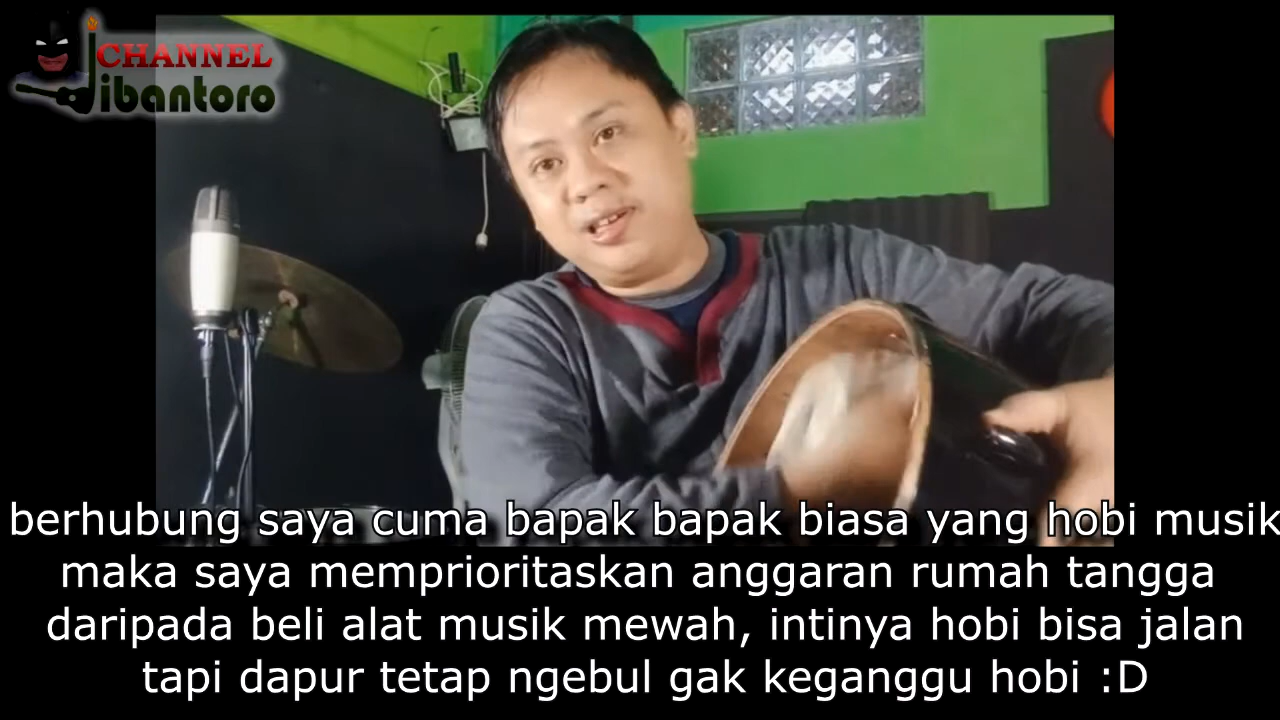 CHANNEL
Jibantoro
berhubung saya cuma bapak bapak biasa yang hobi musik
maka saya memprioritaskan anggaran rumah tangga
daripada beli alat musik mewah, intinya hobi bisa jalan
tapi dapur tetap ngebul gak keganggu hobi :D